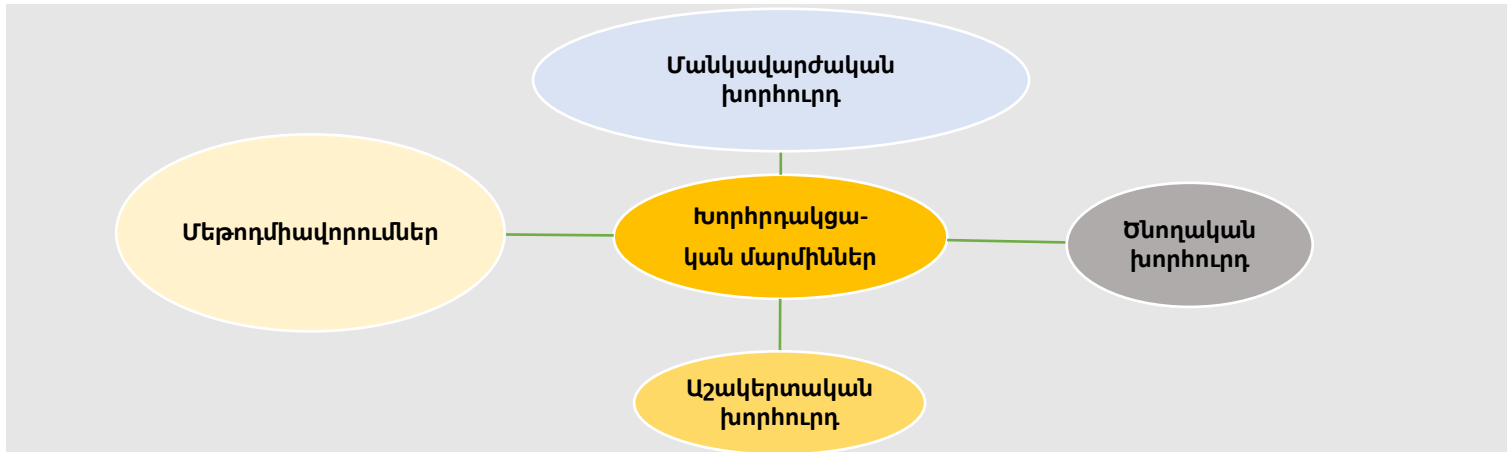 Մանկավարժական
խորհուրդ
Մեթոդմիավորումներ
Խորհրդակցա-
կան մարմիններ
Ծնողական
խորհուրդ
Աշակերտական
խորհուրդ